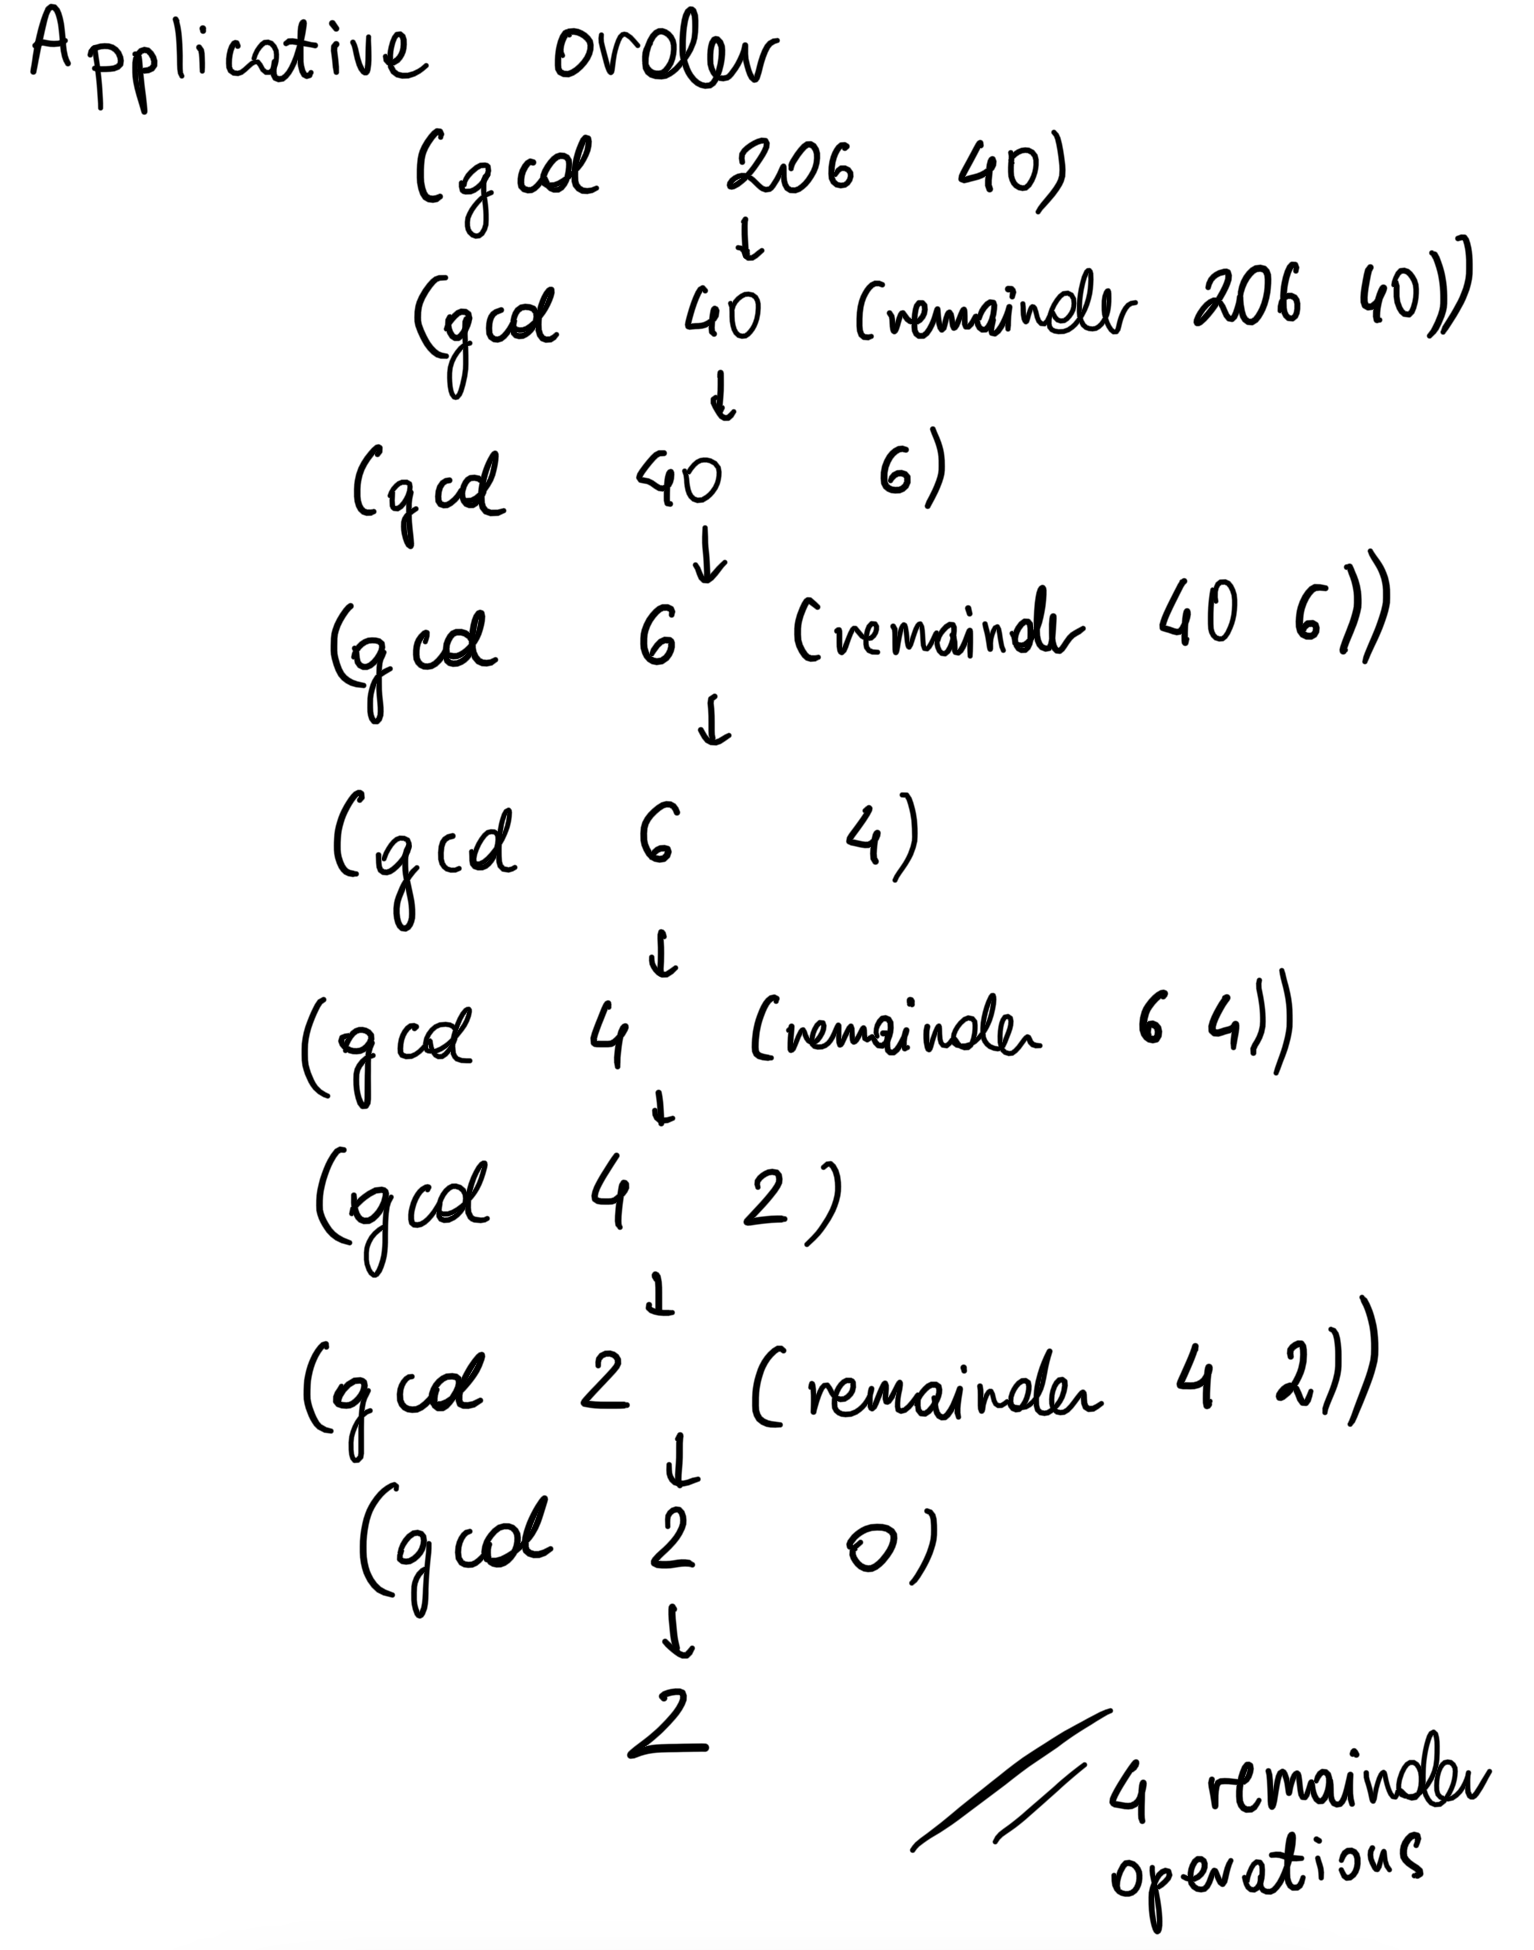 Applicative order
(gcd 206 40)
↓
(gcd 40 (remainder 206 40))
↓
(gcd 40 6)
↓
(gcd 6 (remainder 40 6))
↓
(gcd 6 4)
↓
(gcd 4 (remainder 6 4))
↓
(gcd 4 2)
↓
(gcd 2 (remainder 4 2))
↓
(gcd 2 0)
↓
2
// 4 remainder
operations